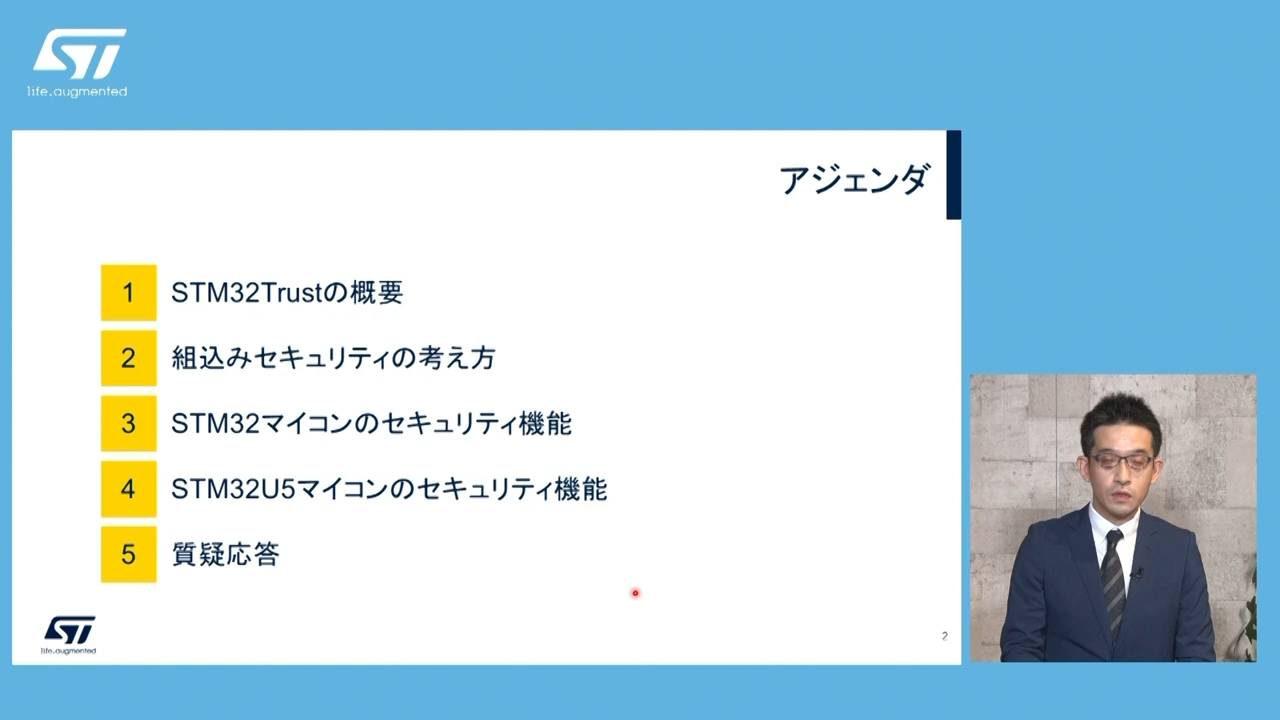 ST
life.augmented
アジェンダ
1 STM32Trustの概要
2 組込みセキュリティの考え方
3 STM32マイコンのセキュリティ機能
4 STM32U5マイコンのセキュリティ機能
5 質疑応答
ST
life.augmented
2